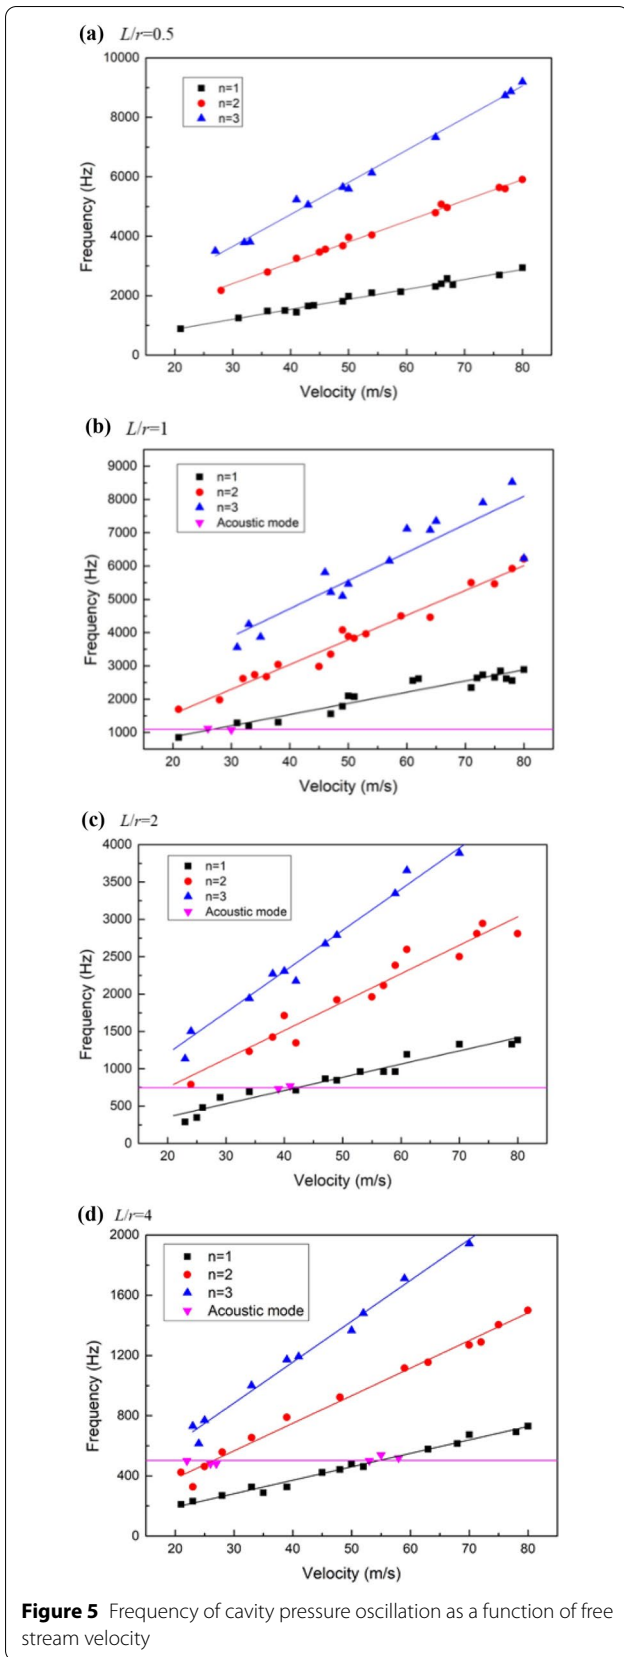 (a) L/r=0.5
10000
8000
6000
4000
2000
0
n=1
n=2
n=3
Frequency (Hz)
20 30 40 50 60 70 80
Velocity (m/s)
(b) L/r=1
9000
8000
7000
6000
5000
4000
3000
2000
1000
n=1
n=2
n=3
Acoustic mode
Frequency (Hz)
20 30 40 50 60 70 80
Velocity (m/s)
(c) L/r=2
4000
3500
3000
2500
2000
1500
1000
500
0
n=1
n=2
n=3
Acoustic mode
Frequency (Hz)
20 30 40 50 60 70 80
Velocity (m/s)
(d) L/r=4
2000
1600
1200
800
400
0
n=1
n=2
n=3
Acoustic mode
Frequency (Hz)
20 30 40 50 60 70 80
Velocity (m/s)
Figure 5 Frequency of cavity pressure oscillation as a function of free
stream velocity